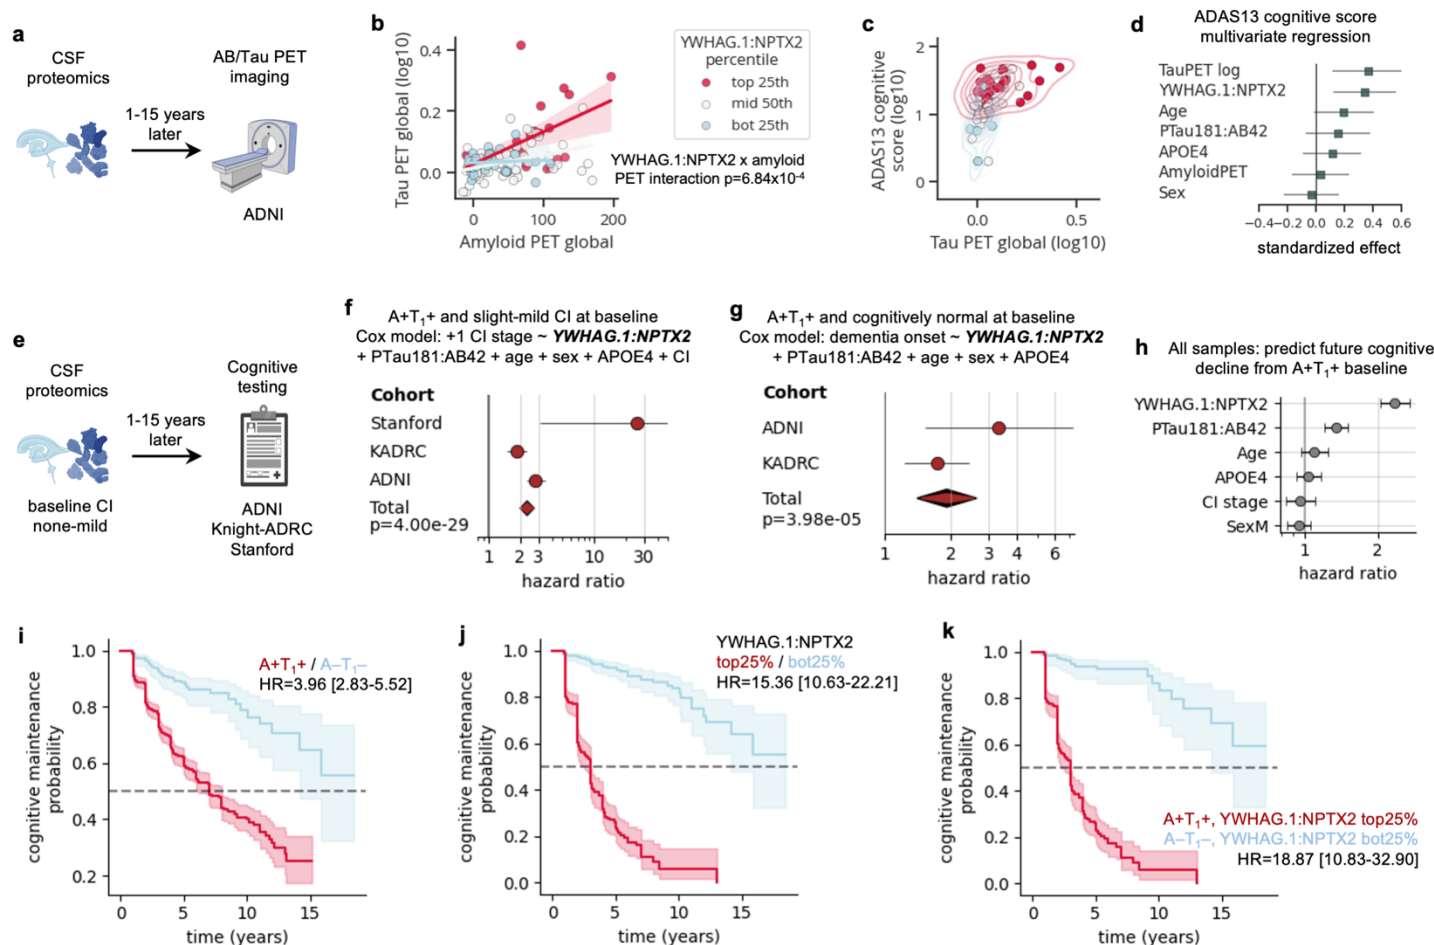 a
CSF
proteomics
AB/Tau PET
imaging
1-15 years
later
ADNI
b
Tau PET global (log10)
0.4
0.2
0.0
0
100
200
Amyloid PET global
YWHAG.1:NPTX2
percentile
top 25th
mid 50th
bot 25th
YWHAG.1:NPTX2 x amyloid
PET interaction p=6.84x10⁻⁴
c
ADAS13 cognitive
score (log10)
2
1
0
0.0
0.5
Tau PET global (log10)
d
ADAS13 cognitive score
multivariate regression
TauPET log
YWHAG.1:NPTX2
Age
PTau181:AB42
APOE4
AmyloidPET
Sex
−0.4−0.2 0.0 0.2 0.4 0.6
standardized effect
e
CSF
proteomics
Cognitive
testing
1-15 years
later
baseline CI
none-mild
ADNI
Knight-ADRC
Stanford
f
A+T₁+ and slight-mild CI at baseline
Cox model: +1 CI stage ~ YWHAG.1:NPTX2
+ PTau181:AB42 + age + sex + APOE4 + CI
Cohort
Stanford
KADRC
ADNI
Total
p=4.00e-29
1 2 3 10 30
hazard ratio
g
A+T₁+ and cognitively normal at baseline
Cox model: dementia onset ~ YWHAG.1:NPTX2
+ PTau181:AB42 + age + sex + APOE4
Cohort
ADNI
KADRC
Total
p=3.98e-05
1 2 3 4 6
hazard ratio
h
All samples: predict future cognitive
decline from A+T₁+ baseline
YWHAG.1:NPTX2
PTau181:AB42
Age
APOE4
CI stage
SexM
1 2
hazard ratio
i
cognitive maintenance
probability
1.0
0.8
0.6
0.4
0.2
0 5 10 15
time (years)
A+T₁+ / A−T₁−
HR=3.96 [2.83-5.52]
j
cognitive maintenance
probability
1.0
0.8
0.6
0.4
0.2
0.0
0 5 10 15
time (years)
YWHAG.1:NPTX2
top25% / bot25%
HR=15.36 [10.63-22.21]
k
cognitive maintenance
probability
1.0
0.8
0.6
0.4
0.2
0.0
0 5 10 15
time (years)
A+T₁+, YWHAG.1:NPTX2 top25%
A−T₁−, YWHAG.1:NPTX2 bot25%
HR=18.87 [10.83-32.90]